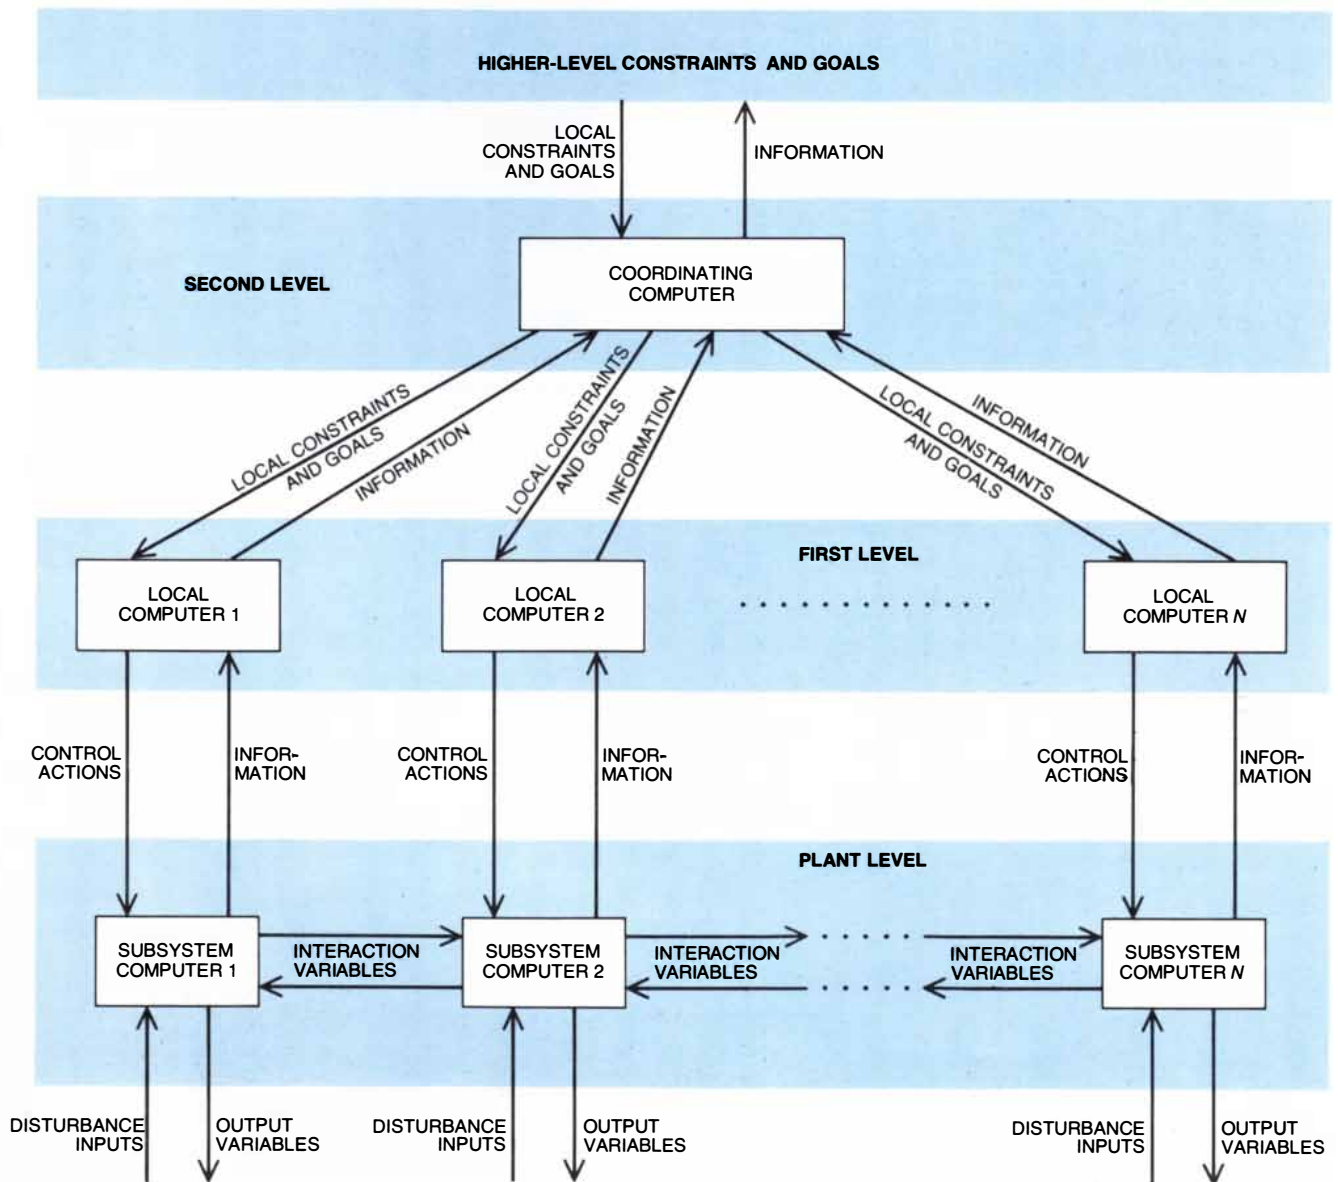 HIGHER-LEVEL CONSTRAINTS AND GOALS
LOCAL
CONSTRAINTS
AND GOALS
INFORMATION
SECOND LEVEL
COORDINATING
COMPUTER
LOCAL CONSTRAINTS
AND GOALS
INFORMATION
LOCAL CONSTRAINTS
AND GOALS
INFORMATION
LOCAL CONSTRAINTS
AND GOALS
INFORMATION
FIRST LEVEL
LOCAL
COMPUTER 1
LOCAL
COMPUTER 2
LOCAL
COMPUTER N
CONTROL
ACTIONS
INFOR-
MATION
CONTROL
ACTIONS
INFOR-
MATION
CONTROL
ACTIONS
INFOR-
MATION
PLANT LEVEL
SUBSYSTEM
COMPUTER 1
INTERACTION
VARIABLES
SUBSYSTEM
COMPUTER 2
INTERACTION
VARIABLES
INTERACTION
VARIABLES
SUBSYSTEM
COMPUTER N
DISTURBANCE
INPUTS
OUTPUT
VARIABLES
DISTURBANCE
INPUTS
OUTPUT
VARIABLES
DISTURBANCE
INPUTS
OUTPUT
VARIABLES